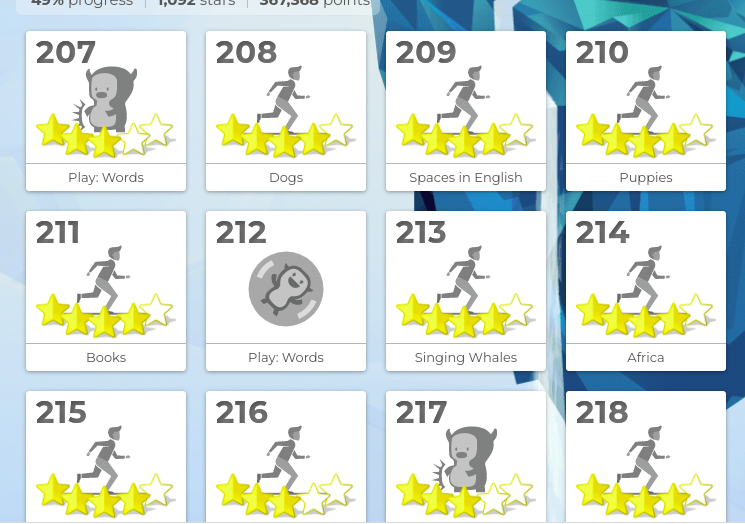 49% progress | 1,092 stars | 367,368 points
207
208
209
210
Play: Words
Dogs
Spaces in English
Puppies
211
212
213
214
Books
Play: Words
Singing Whales
Africa
215
216
217
218